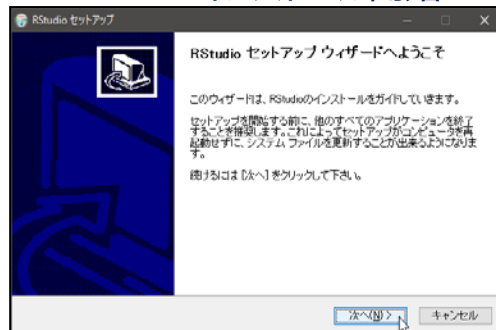 RStudio セットアップ
RStudio セットアップ ウィザードへようこそ
このウィザードは、RStudioのインストールをガイドしていきます。
セットアップを開始する前に、他のすべてのアプリケーションを終了
することを推奨します。これによってセットアップがコンピュータを再
起動せずに、システム ファイルを更新することが出来るようになりま
す。
続けるには [次へ] をクリックして下さい。
次へ(N) >
キャンセル